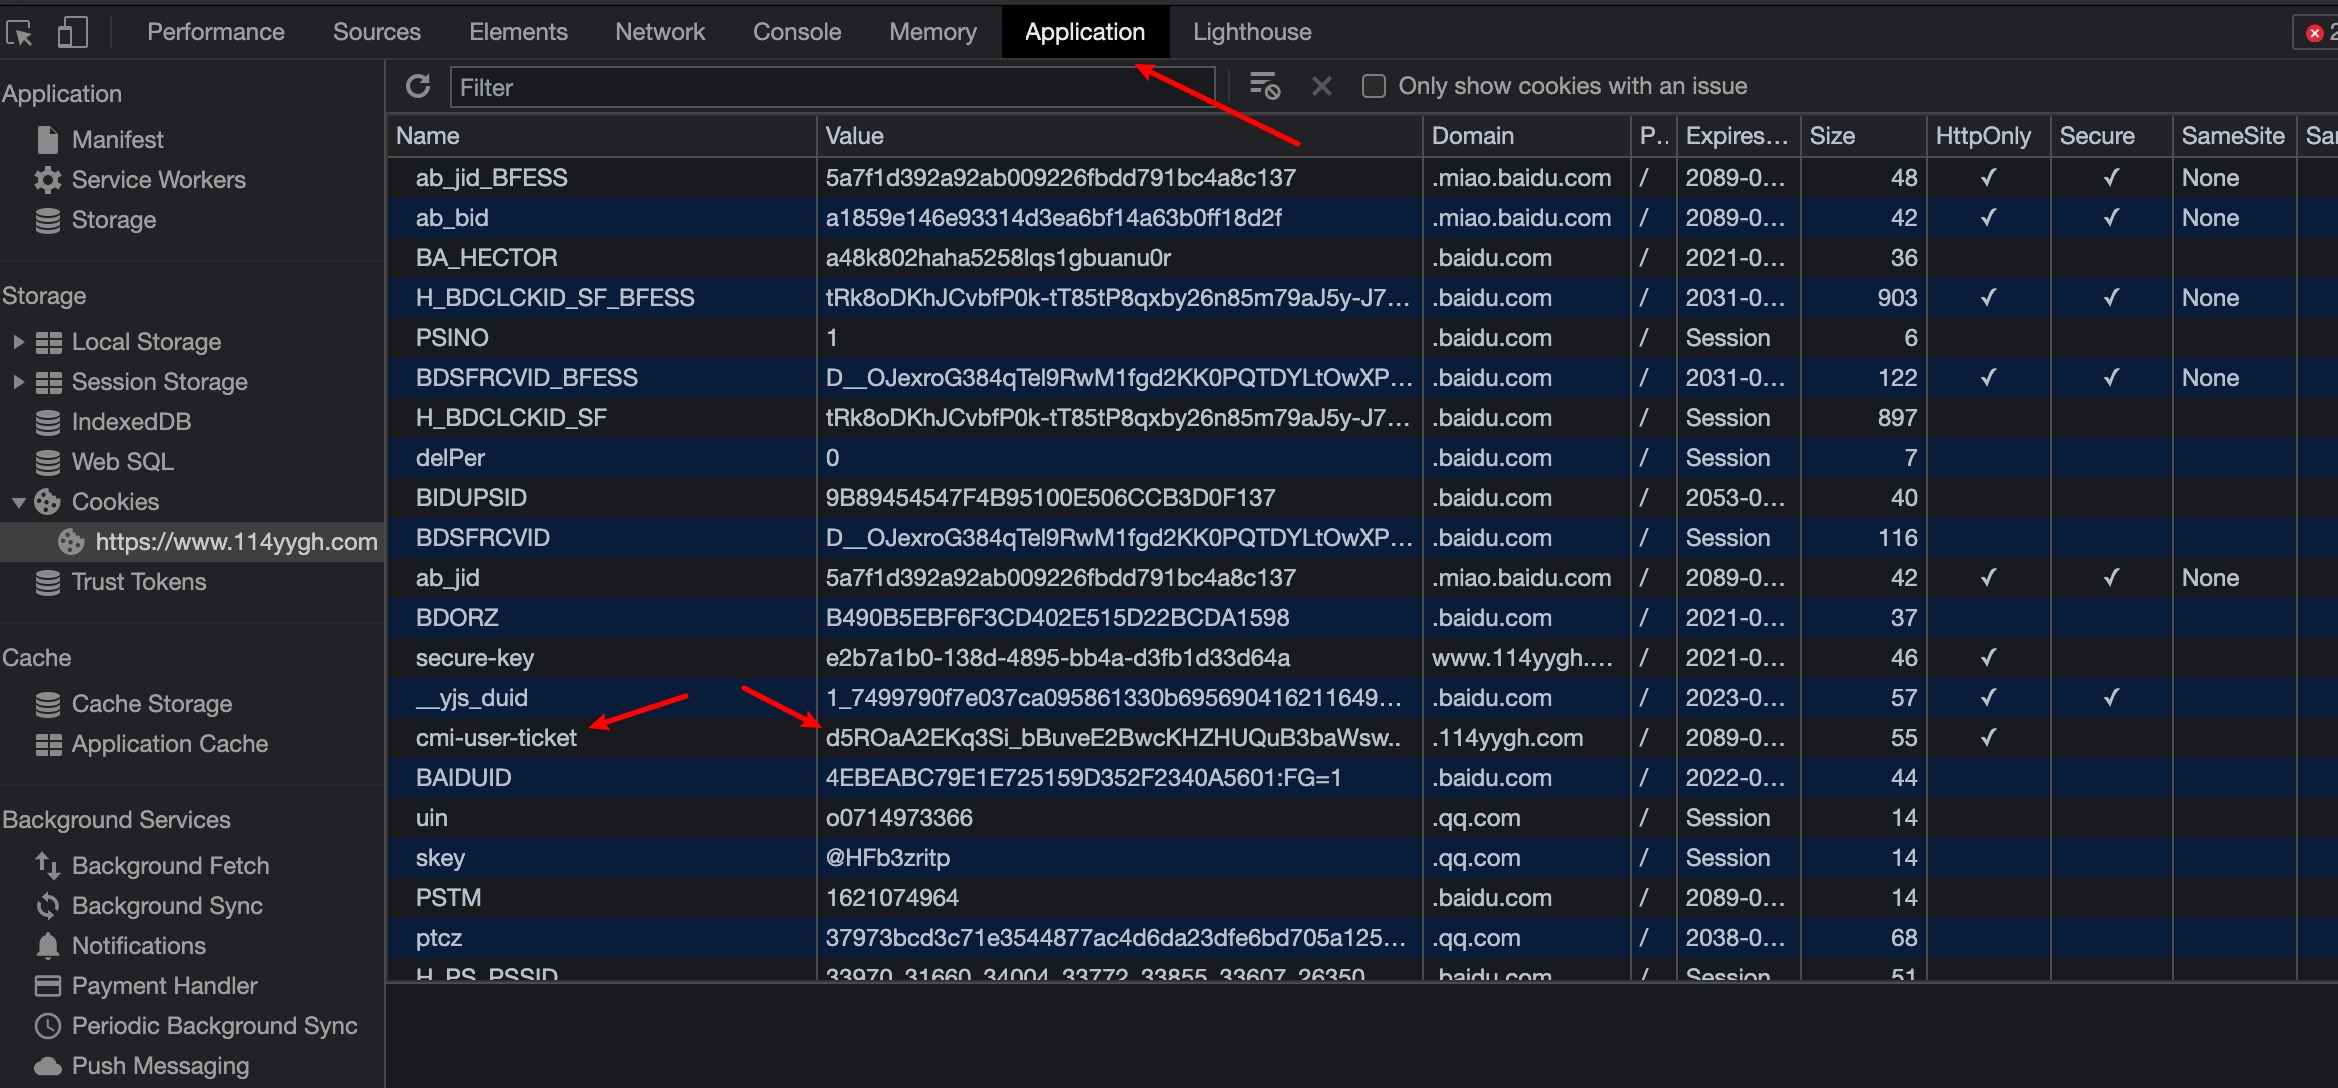 Performance Sources Elements Network Console Memory Application Lighthouse 2
Application
Manifest
Service Workers
Storage
Storage
Local Storage
Session Storage
IndexedDB
Web SQL
Cookies
https://www.114yygh.com
Trust Tokens
Cache
Cache Storage
Application Cache
Background Services
Background Fetch
Background Sync
Notifications
Payment Handler
Periodic Background Sync
Push Messaging
Filter Only show cookies with an issue
Name Value Domain P.. Expires... Size HttpOnly Secure SameSite Sa
ab_jid_BFESS 5a7f1d392a92ab009226fbdd791bc4a8c137 .miao.baidu.com / 2089-0... 48 ✓ ✓ None
ab_bid a1859e146e93314d3ea6bf14a63b0ff18d2f .miao.baidu.com / 2089-0... 42 ✓ ✓ None
BA_HECTOR a48k802haha5258lqs1gbuanu0r .baidu.com / 2021-0... 36
H_BDCLCKID_SF_BFESS tRk8oDKhJCvbfP0k-tT85tP8qxby26n85m79aJ5y-J7... .baidu.com / 2031-0... 903 ✓ ✓ None
PSINO 1 .baidu.com / Session 6
BDSFRCVID_BFESS D__OJexroG384qTel9RwM1fgd2KK0PQTDYLtOwXP... .baidu.com / 2031-0... 122 ✓ ✓ None
H_BDCLCKID_SF tRk8oDKhJCvbfP0k-tT85tP8qxby26n85m79aJ5y-J7... .baidu.com / Session 897
delPer 0 .baidu.com / Session 7
BIDUPSID 9B89454547F4B95100E506CCB3D0F137 .baidu.com / 2053-0... 40
BDSFRCVID D__OJexroG384qTel9RwM1fgd2KK0PQTDYLtOwXP... .baidu.com / Session 116
ab_jid 5a7f1d392a92ab009226fbdd791bc4a8c137 .miao.baidu.com / 2089-0... 42 ✓ ✓ None
BDORZ B490B5EBF6F3CD402E515D22BCDA1598 .baidu.com / 2021-0... 37
secure-key e2b7a1b0-138d-4895-bb4a-d3fb1d33d64a www.114yygh.... / 2021-0... 46 ✓
__yjs_duid 1_7499790f7e037ca095861330b695690416211649... .baidu.com / 2023-0... 57 ✓ ✓
cmi-user-ticket d5ROaA2EKq3Si_bBuveE2BwcKHZHUQuB3baWsw.. .114yygh.com / 2089-0... 55 ✓
BAIDUID 4EBEABC79E1E725159D352F2340A5601:FG=1 .baidu.com / 2022-0... 44
uin o0714973366 .qq.com / Session 14
skey @HFb3zritp .qq.com / Session 14
PSTM 1621074964 .baidu.com / 2089-0... 14
ptcz 37973bcd3c71e3544877ac4d6da23dfe6bd705a125... .qq.com / 2038-0... 68
H_PS_PSSID 33970_31660_34004_33772_33855_33607_26350 .baidu.com / Session 51